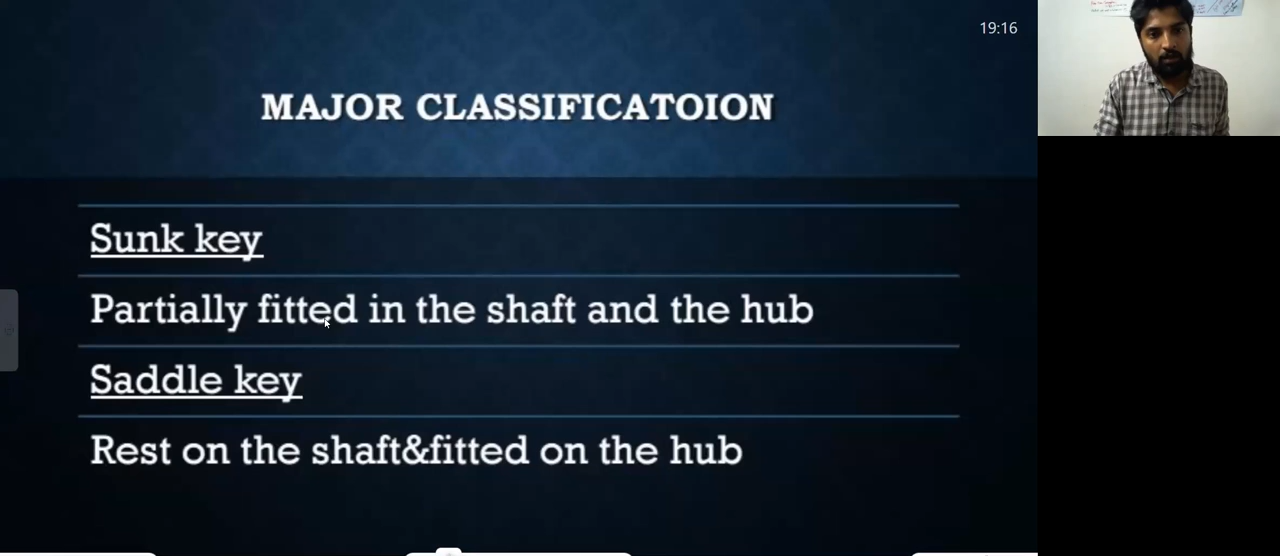 19:16
MAJOR CLASSIFICATOION
Sunk key
Partially fitted in the shaft and the hub
Saddle key
Rest on the shaft&fitted on the hub